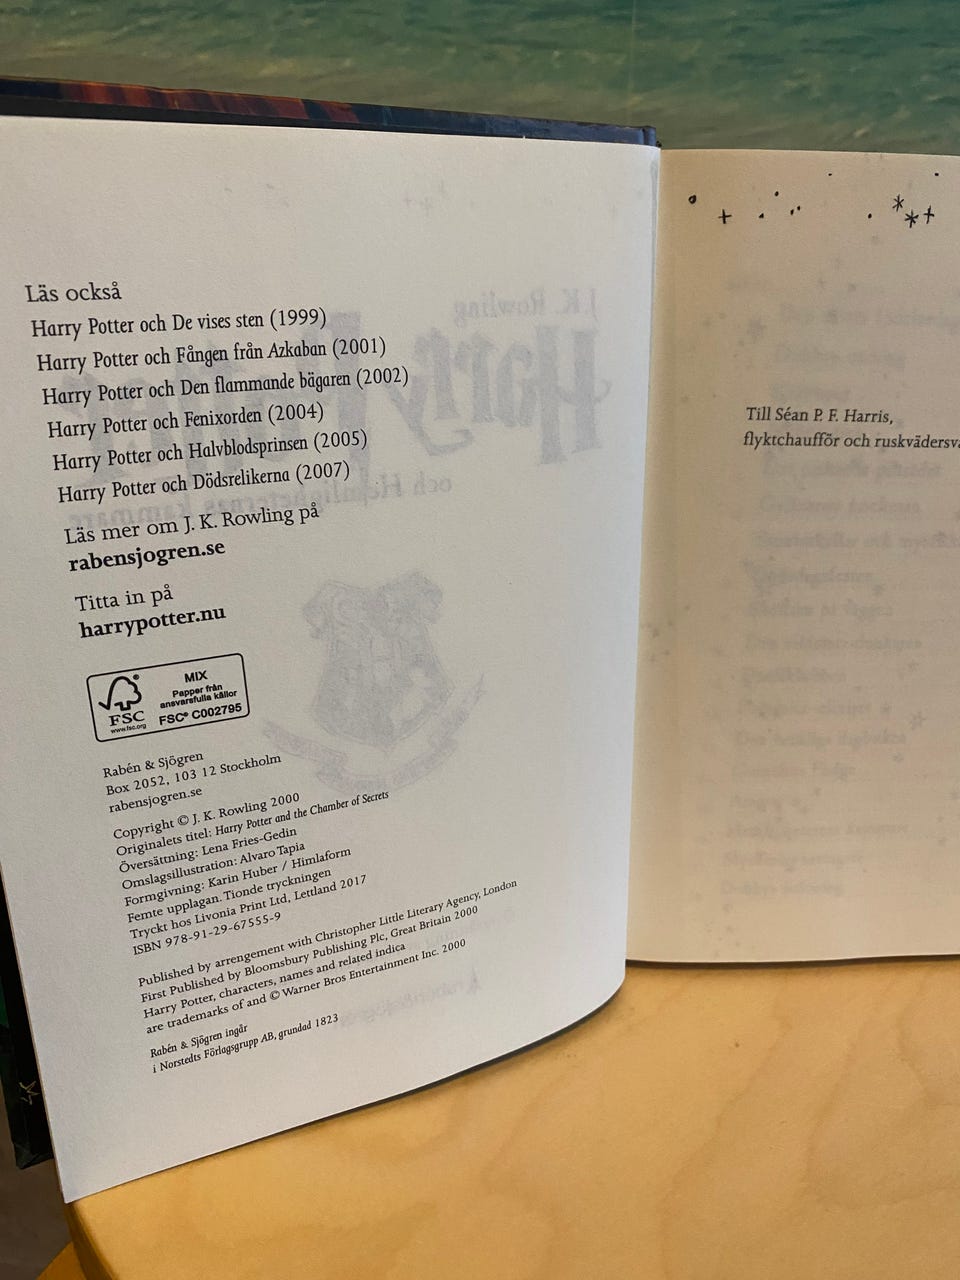 Läs också
Harry Potter och De vises sten (1999)
Harry Potter och Fången från Azkaban (2001)
Harry Potter och Den flammande bägaren (2002)
Harry Potter och Fenixorden (2004)
Harry Potter och Halvblodsprinsen (2005)
Harry Potter och Dödsrelikerna (2007)
Läs mer om J. K. Rowling på
rabensjogren.se
Titta in på
harrypotter.nu
FSC
www.fsc.org
MIX
Papper från
ansvarsfulla källor
FSC® C002795
Rabén & Sjögren
Box 2052, 103 12 Stockholm
rabensjogren.se
Copyright © J. K. Rowling 2000
Originalets titel: Harry Potter and the Chamber of Secrets
Översättning: Lena Fries-Gedin
Omslagsillustration: Alvaro Tapia
Formgivning: Karin Huber / Himlaform
Femte upplagan. Tionde tryckningen
Tryckt hos Livonia Print Ltd, Lettland 2017
ISBN 978-91-29-67555-9
Published by arrengement with Christopher Little Literary Agency, London
First Published by Bloomsbury Publishing Plc, Great Britain 2000
Harry Potter, characters, names and related indica
are trademarks of and © Warner Bros Entertainment Inc. 2000
Rabén & Sjögren ingår
i Norstedts Förlagsgrupp AB, grundad 1823
Till Séan P. F. Harris,
flyktchaufför och